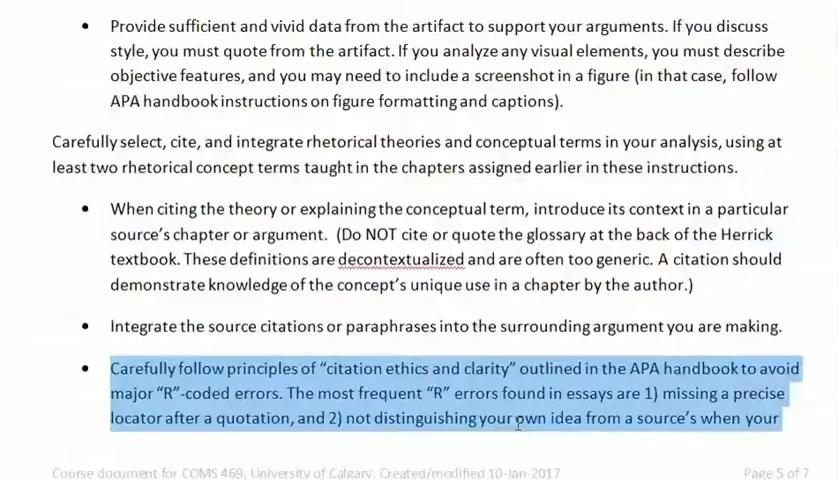 • Provide sufficient and vivid data from the artifact to support your arguments. If you discuss
style, you must quote from the artifact. If you analyze any visual elements, you must describe
objective features, and you may need to include a screenshot in a figure (in that case, follow
APA handbook instructions on figure formatting and captions).
Carefully select, cite, and integrate rhetorical theories and conceptual terms in your analysis, using at
least two rhetorical concept terms taught in the chapters assigned earlier in these instructions.
• When citing the theory or explaining the conceptual term, introduce its context in a particular
source's chapter or argument. (Do NOT cite or quote the glossary at the back of the Herrick
textbook. These definitions are decontextualized and are often too generic. A citation should
demonstrate knowledge of the concept's unique use in a chapter by the author.)
• Integrate the source citations or paraphrases into the surrounding argument you are making.
• Carefully follow principles of “citation ethics and clarity” outlined in the APA handbook to avoid
major “R”-coded errors. The most frequent “R” errors found in essays are 1) missing a precise
locator after a quotation, and 2) not distinguishing your own idea from a source's when your
Course document for COMS 469, University of Calgary. Created/modified 10-Jan-2017 Page 5 of 7